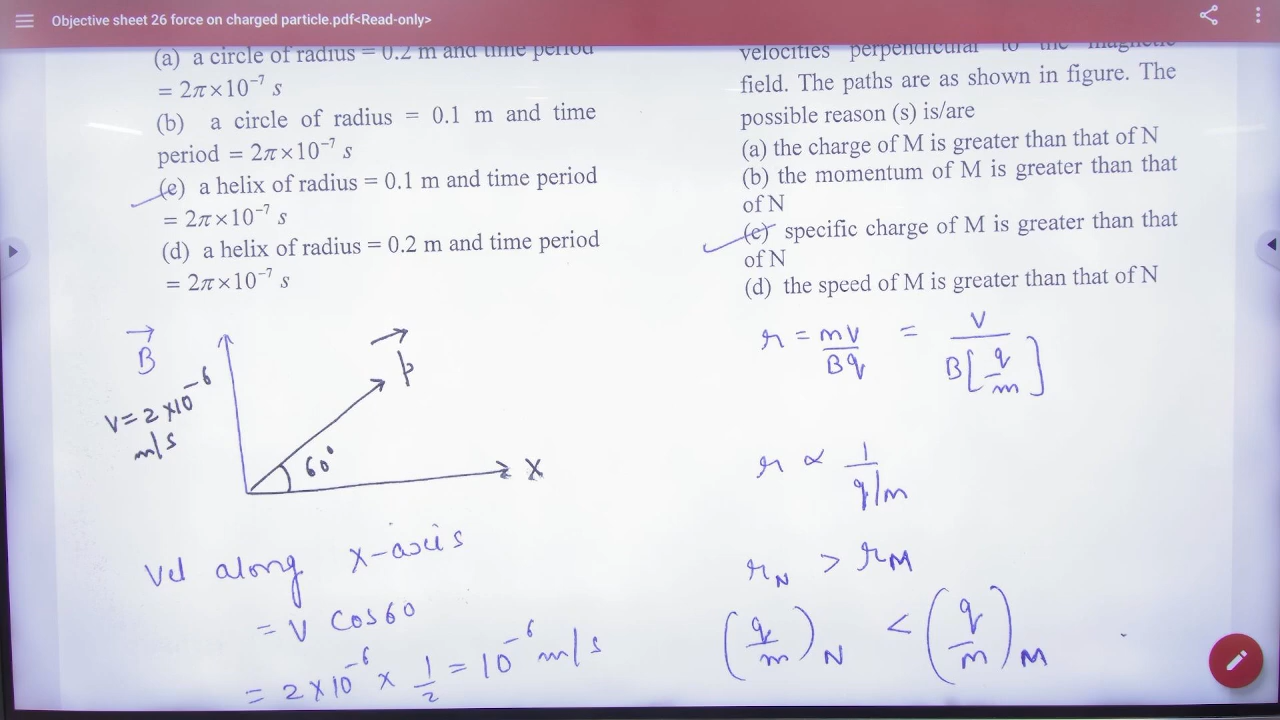 Objective sheet 26 force on charged particle.pdf<Read-only>
(a) a circle of radius = 0.2 m and time period
= 2π×10⁻⁷ s
(b) a circle of radius = 0.1 m and time
period = 2π×10⁻⁷ s
(c) a helix of radius = 0.1 m and time period
= 2π×10⁻⁷ s
(d) a helix of radius = 0.2 m and time period
= 2π×10⁻⁷ s
B
V = 2×10⁻⁶
m/s
p
60°
X
Vel along X-axis
= V cos60
= 2×10⁻⁶ × 1/2 = 10⁻⁶ m/s
velocities perpendicular to the magnetic
field. The paths are as shown in figure. The
possible reason (s) is/are
(a) the charge of M is greater than that of N
(b) the momentum of M is greater than that
of N
(c) specific charge of M is greater than that
of N
(d) the speed of M is greater than that of N
r = mv/Bq = v/B[q/m]
r ∝ 1/q/m
r_N > r_M
(q/m)_N < (q/m)_M